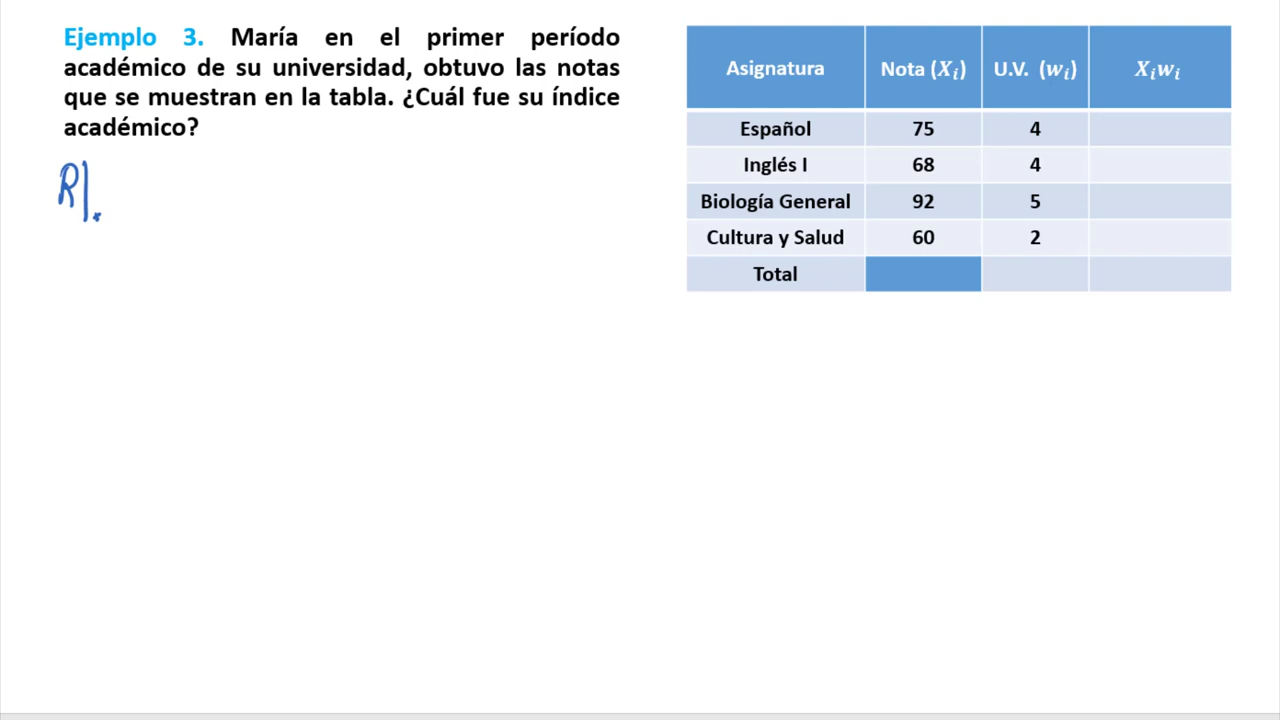 Ejemplo 3. María en el primer período
académico de su universidad, obtuvo las notas
que se muestran en la tabla. ¿Cuál fue su índice
académico?
R|.
Asignatura Nota (Xᵢ) U.V. (wᵢ) Xᵢwᵢ
Español 75 4
Inglés I 68 4
Biología General 92 5
Cultura y Salud 60 2
Total